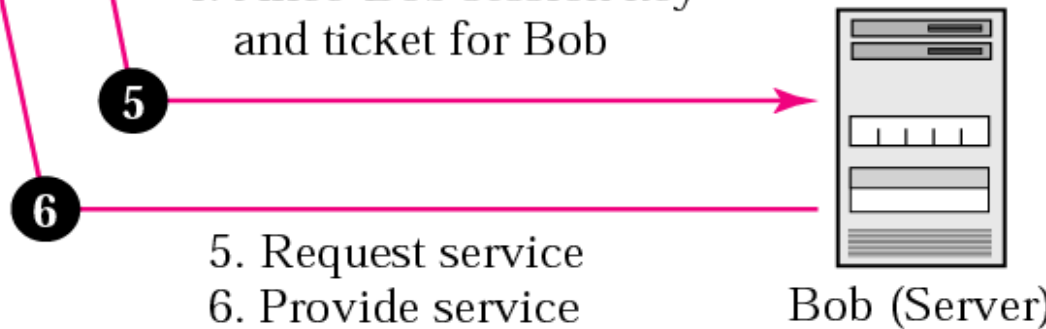 and ticket for Bob
5
6
5. Request service
6. Provide service
Bob (Server)